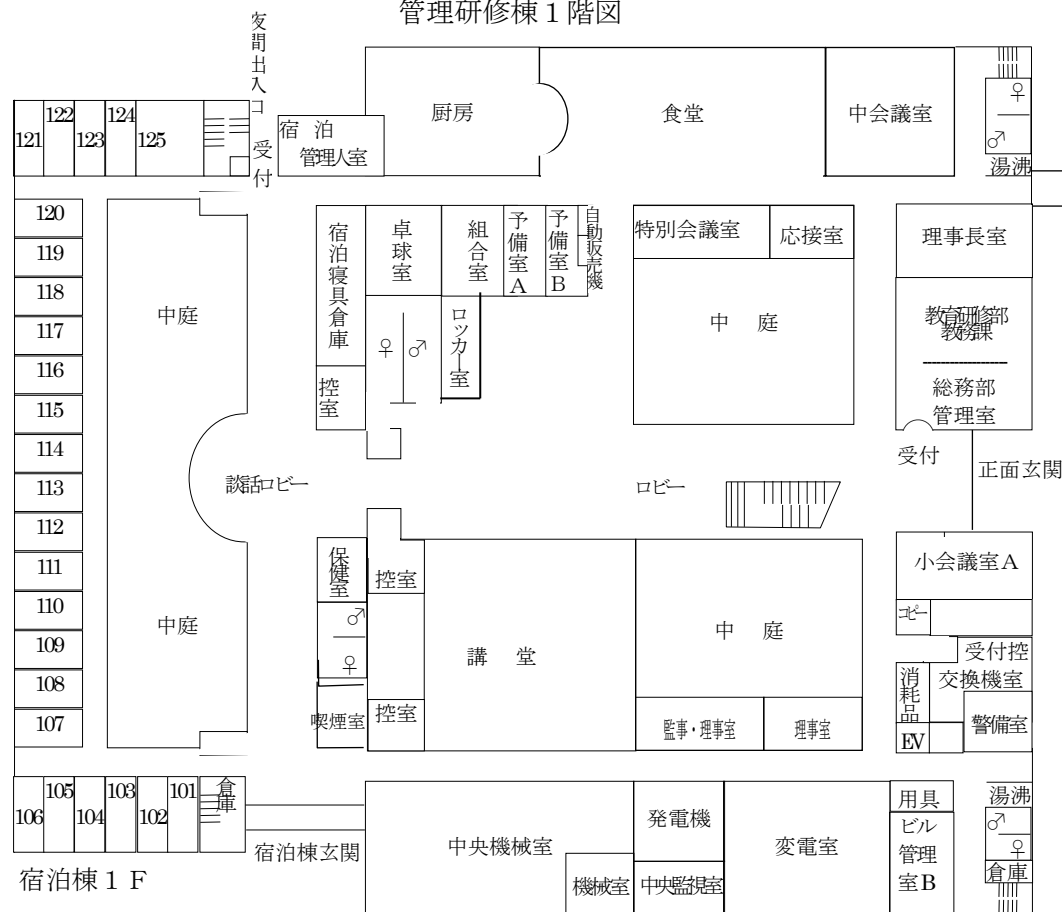 管理研修棟１階図
夜間出入口
受付
宿 泊
管理人室
厨房
食堂
中会議室
♀
♂
湯沸
121
122
123
124
125
120
119
118
117
116
115
114
113
112
111
110
109
108
107
106
105
104
103
102
101
倉庫
中庭
中庭
宿泊寝具倉庫
控室
卓球室
組合室
予備室A
予備室B
自動販売機
♀
♂
ロッカー室
特別会議室
応接室
中 庭
理事長室
教育研修部
教務課
総務部
管理室
受付
正面玄関
談話ロビー
ロビー
保健室
控室
♂
♀
喫煙室
控室
講 堂
中 庭
監事・理事室
理事室
小会議室A
コピー
受付控
交換機室
消耗品
警備室
EV
宿泊棟玄関
宿泊棟１Ｆ
中央機械室
機械室
発電機
中央監視室
変電室
用具
ビル
管理
室B
湯沸
♂
♀
倉庫